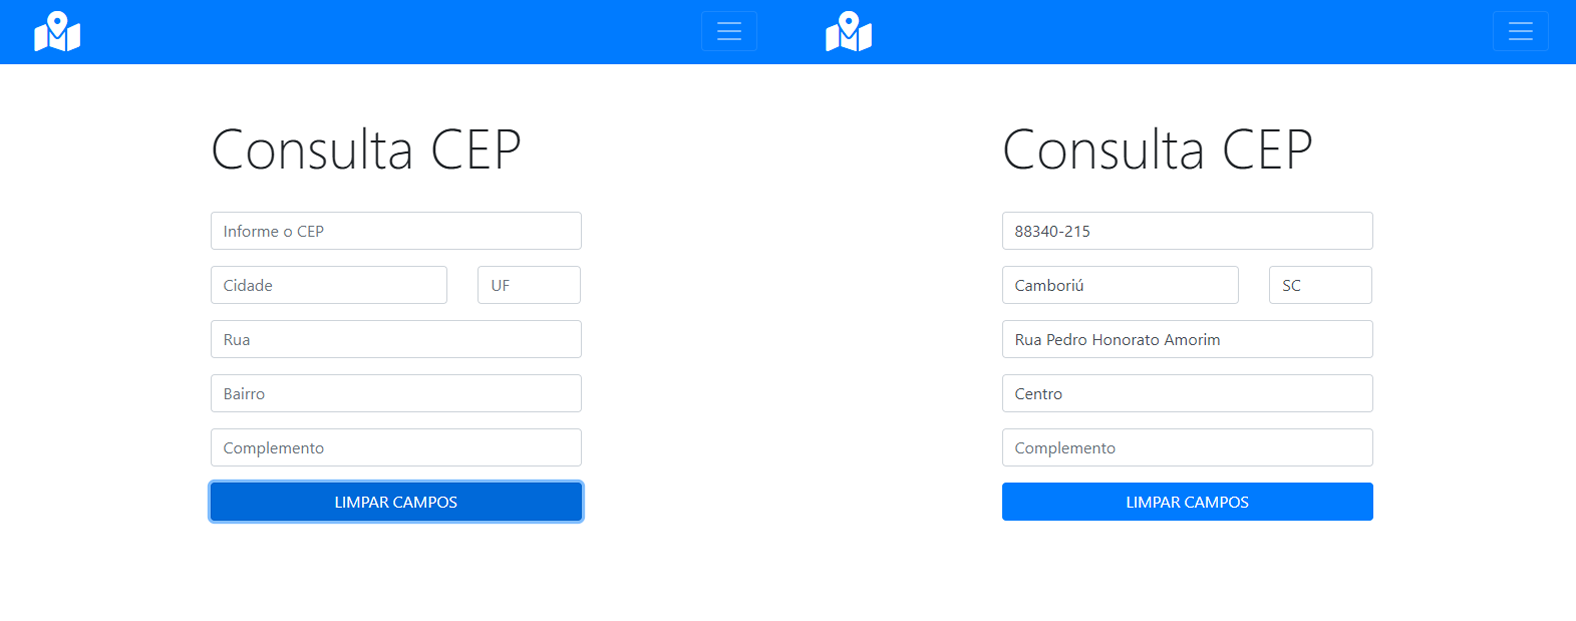 Consulta CEP
Informe o CEP
Cidade
UF
Rua
Bairro
Complemento
LIMPAR CAMPOS
Consulta CEP
88340-215
Camboriú
SC
Rua Pedro Honorato Amorim
Centro
Complemento
LIMPAR CAMPOS